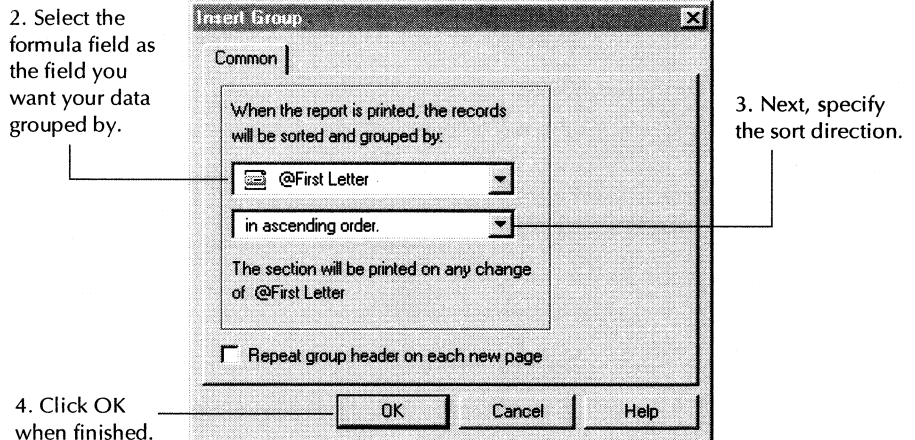 2. Select the
formula field as
the field you
want your data
grouped by.
Insert Group
Common
When the report is printed, the records
will be sorted and grouped by:
@First Letter
in ascending order.
The section will be printed on any change
of @First Letter
Repeat group header on each new page
OK Cancel Help
3. Next, specify
the sort direction.
4. Click OK
when finished.